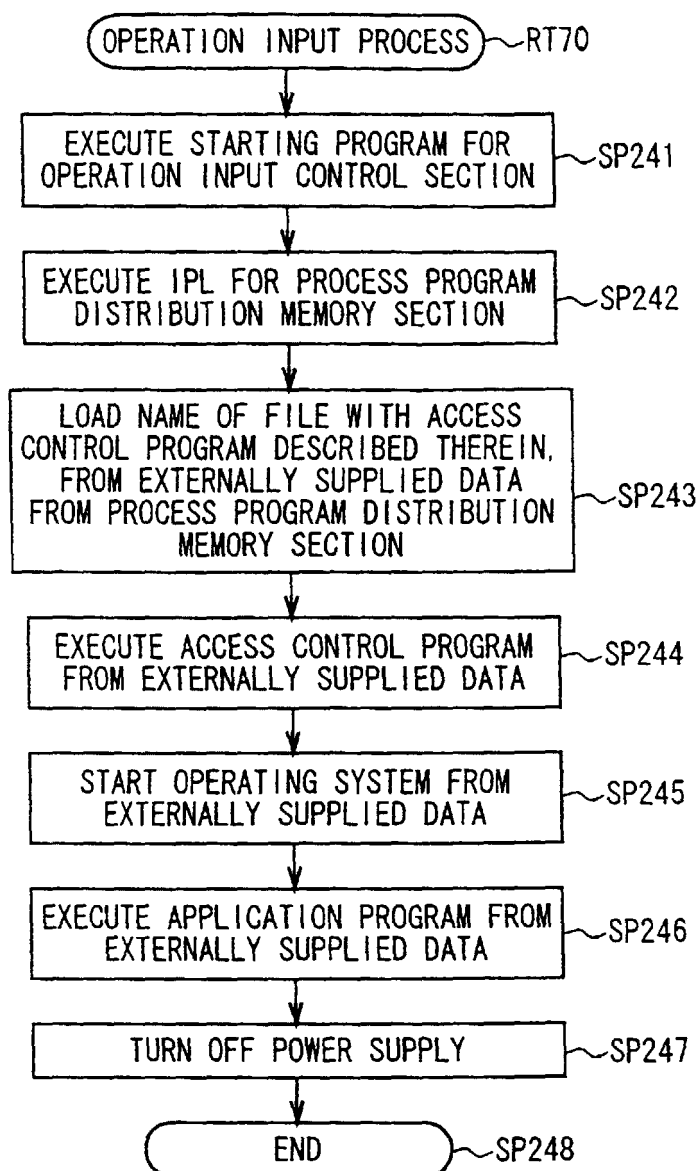 OPERATION INPUT PROCESS
RT70
EXECUTE STARTING PROGRAM FOR
OPERATION INPUT CONTROL SECTION
SP241
EXECUTE IPL FOR PROCESS PROGRAM
DISTRIBUTION MEMORY SECTION
SP242
LOAD NAME OF FILE WITH ACCESS
CONTROL PROGRAM DESCRIBED THEREIN,
FROM EXTERNALLY SUPPLIED DATA
FROM PROCESS PROGRAM DISTRIBUTION
MEMORY SECTION
SP243
EXECUTE ACCESS CONTROL PROGRAM
FROM EXTERNALLY SUPPLIED DATA
SP244
START OPERATING SYSTEM FROM
EXTERNALLY SUPPLIED DATA
SP245
EXECUTE APPLICATION PROGRAM FROM
EXTERNALLY SUPPLIED DATA
SP246
TURN OFF POWER SUPPLY
SP247
END
SP248